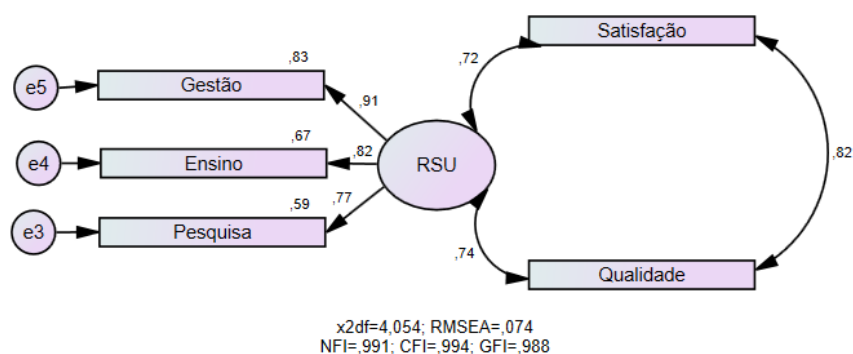 Satisfação
,83
e5
Gestão
,72
,91
,67
e4
Ensino
,82
RSU
,82
,77
,59
e3
Pesquisa
,74
Qualidade
x2df=4,054; RMSEA=,074
NFI=,991; CFI=,994; GFI=,988